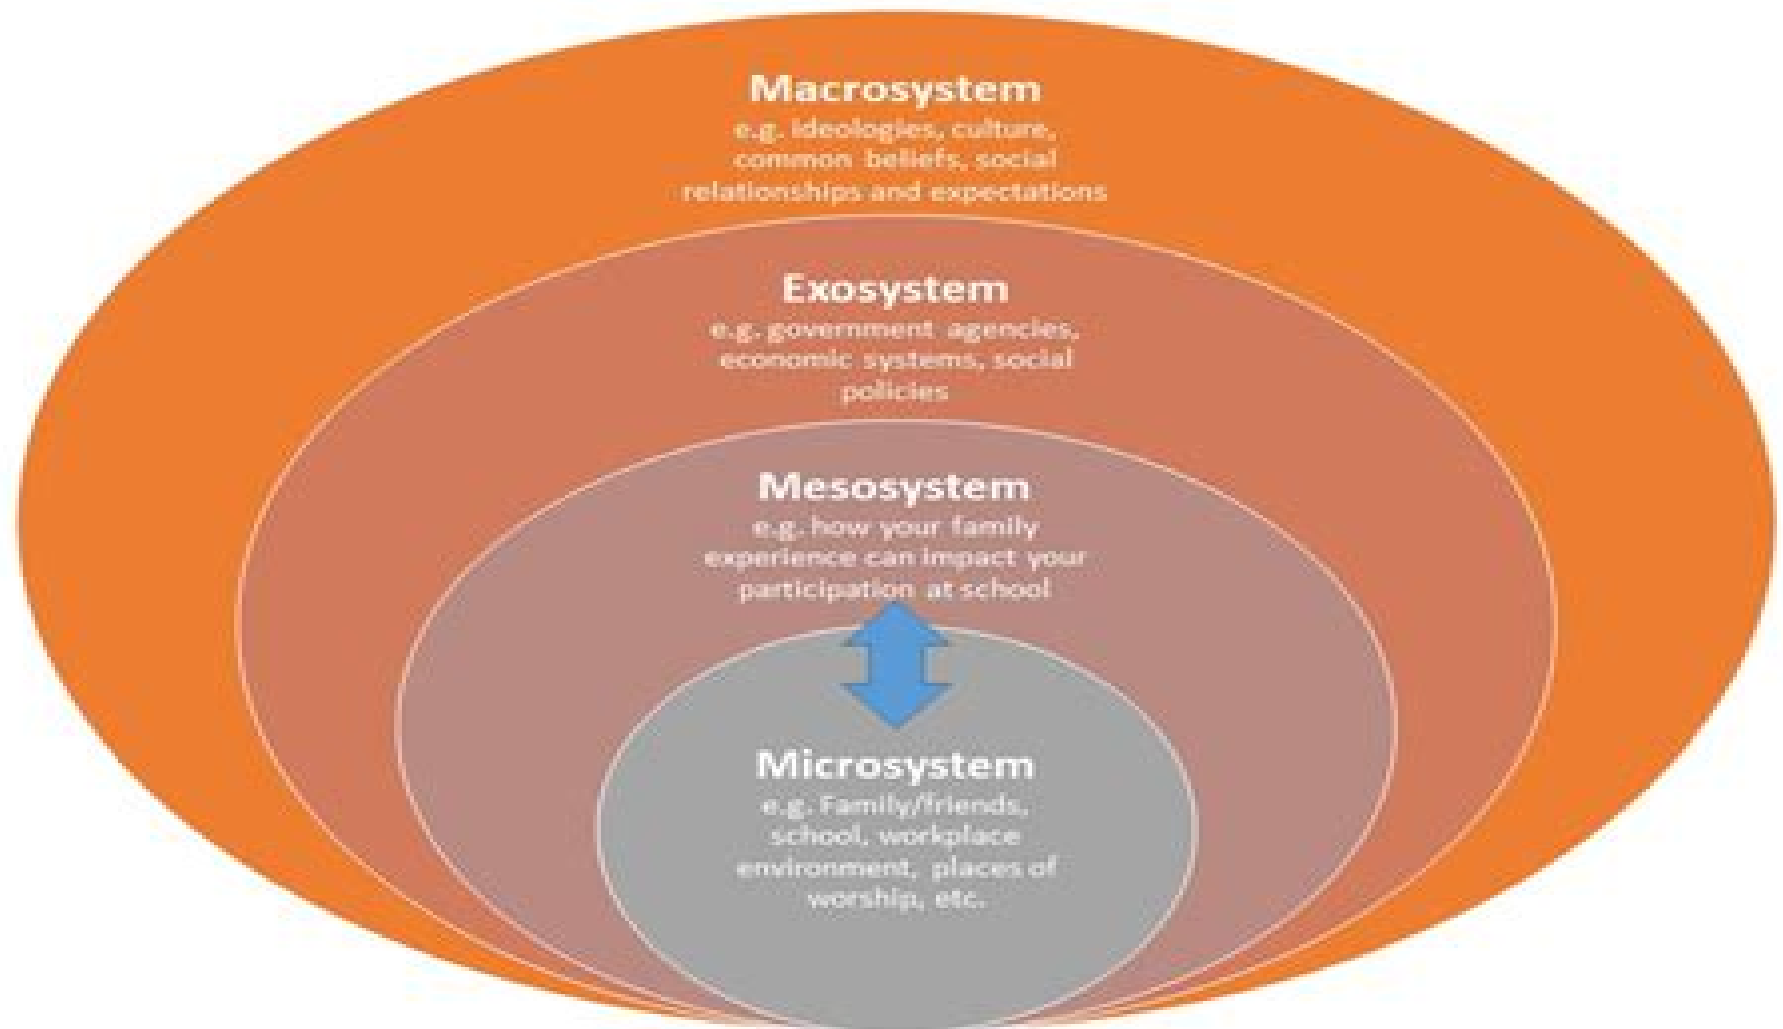 Macrosystem
e.g. ideologies, culture,
common beliefs, social
relationships and expectations
Exosystem
e.g. government agencies,
economic systems, social
policies
Mesosystem
e.g. how your family
experience can impact your
participation at school
Microsystem
e.g. Family/friends,
school, workplace
environment, places of
worship, etc.